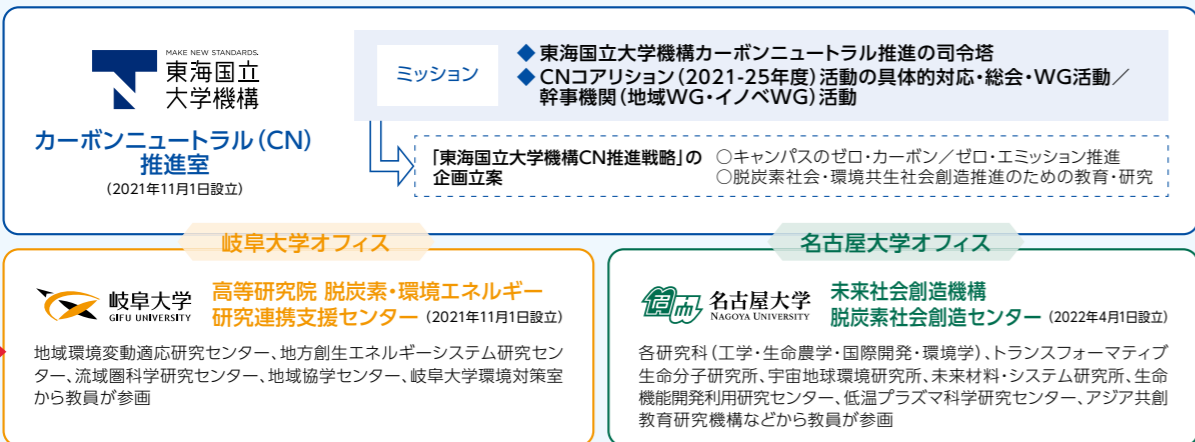 MAKE NEW STANDARDS.
東海国立
大学機構
カーボンニュートラル(CN)
推進室
(2021年11月1日設立)
ミッション
◆ 東海国立大学機構カーボンニュートラル推進の司令塔
◆ CNコアリション(2021-25年度)活動の具体的対応・総会・WG活動/
幹事機関(地域WG・イノベWG)活動
「東海国立大学機構CN推進戦略」の
企画立案
○キャンパスのゼロ・カーボン/ゼロ・エミッション推進
○脱炭素社会・環境共生社会創造推進のための教育・研究
岐阜大学オフィス
岐阜大学
GIFU UNIVERSITY
高等研究院 脱炭素・環境エネルギー
研究連携支援センター (2021年11月1日設立)
地域環境変動適応研究センター、地方創生エネルギーシステム研究セン
ター、流域圏科学研究センター、地域協学センター、岐阜大学環境対策室
から教員が参画
名古屋大学オフィス
名古屋大学
NAGOYA UNIVERSITY
未来社会創造機構
脱炭素社会創造センター (2022年4月1日設立)
各研究科(工学・生命農学・国際開発・環境学)、トランスフォーマティブ
生命分子研究所、宇宙地球環境研究所、未来材料・システム研究所、生命
機能開発利用研究センター、低温プラズマ科学研究センター、アジア共創
教育研究機構などから教員が参画